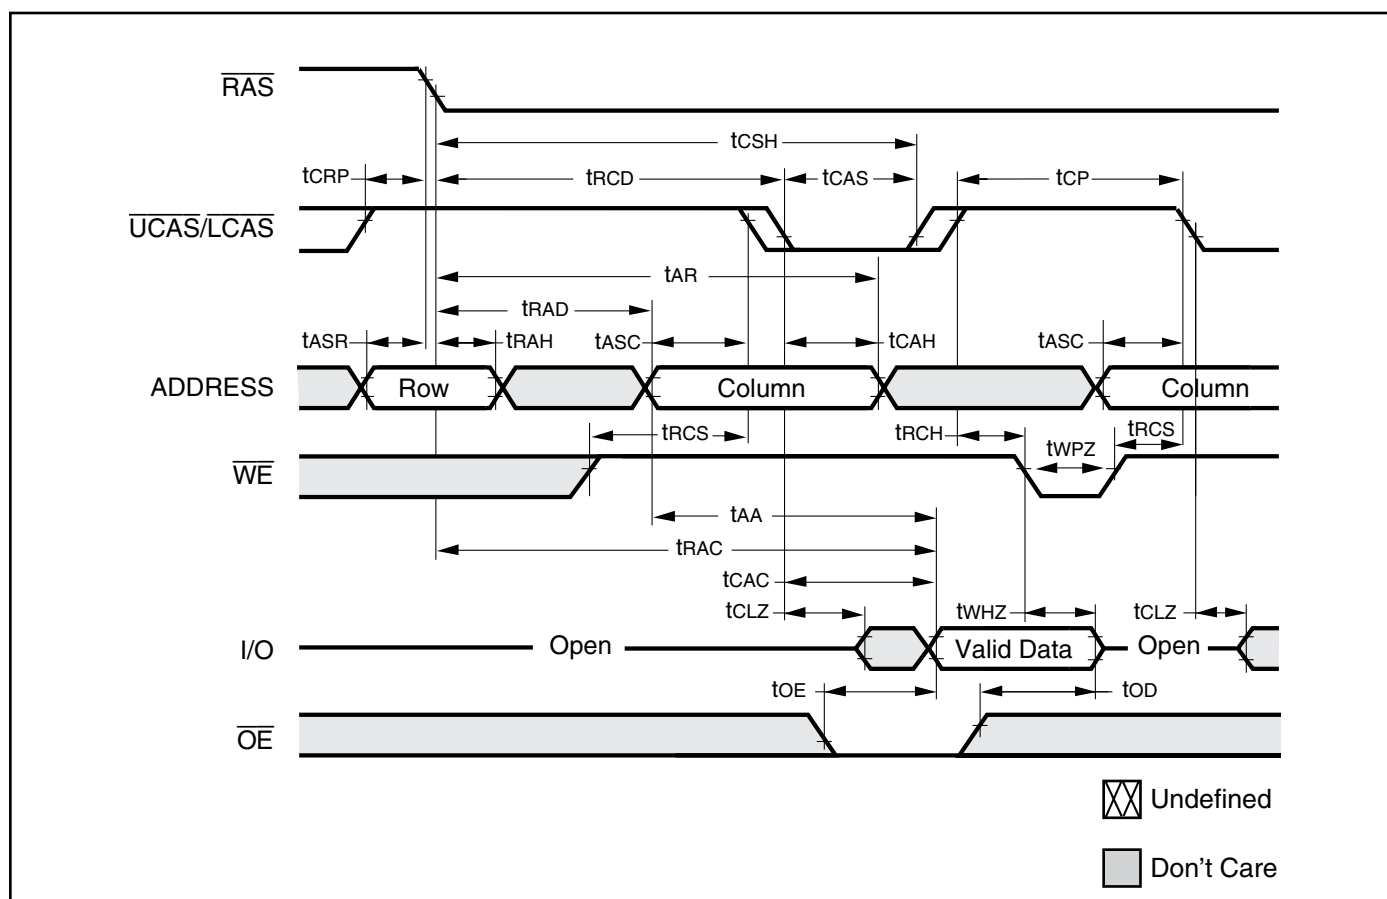 RAS
tCSH
tCRP tRCD tCAS tCP
UCAS/LCAS
tAR
tRAD
tASR tRAH tASC tCAH tASC
ADDRESS Row Column Column
tRCS tRCH tWPZ tRCS
WE
tAA
tRAC
tCAC
tCLZ tWHZ tCLZ
I/O Open Valid Data Open
tOE tOD
OE
Undefined
Don't Care